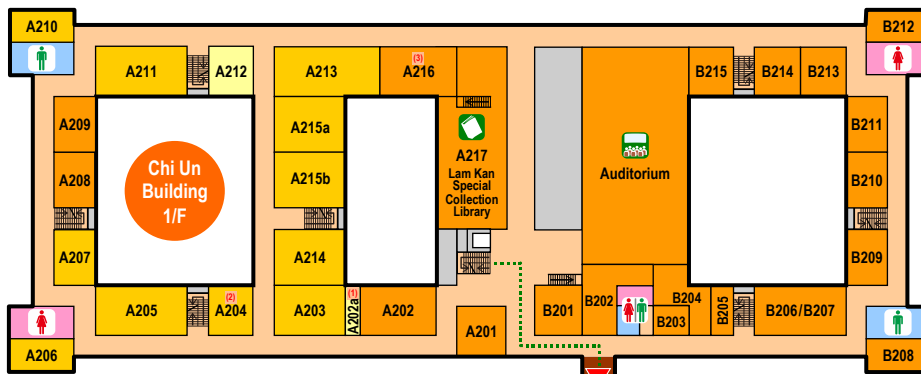 A210
B212
A211
A212
A213
(3)
A216
B215
B214
B213
A209
A215a
A217
Lam Kan
Special
Collection
Library
Auditorium
B211
A208
Chi Un
Building
1/F
A215b
B210
A207
A214
B209
A205
(2)
A204
A203
(1)
A202a
A202
A201
B201
B202
B203
B204
B205
B206/B207
A206
B208